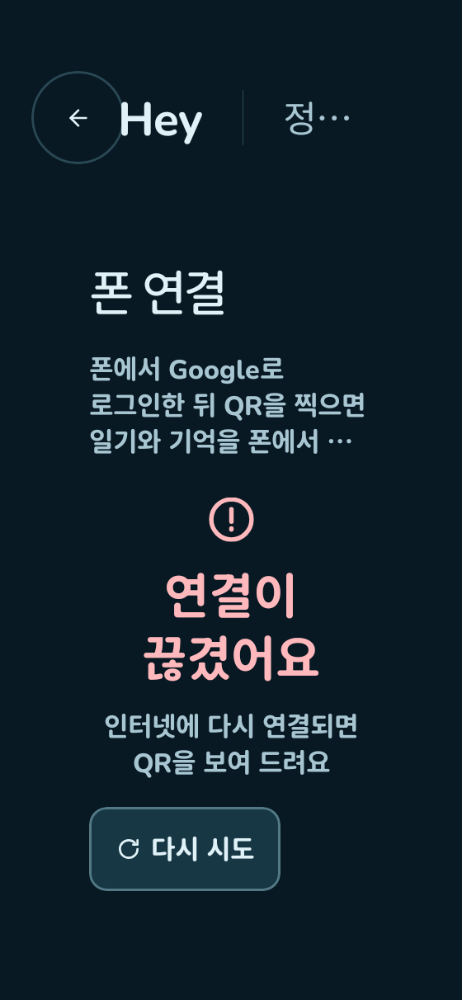 Hey
정…
폰 연결
폰에서 Google로
로그인한 뒤 QR을 찍으면
일기와 기억을 폰에서 …
연결이
끊겼어요
인터넷에 다시 연결되면
QR을 보여 드려요
다시 시도